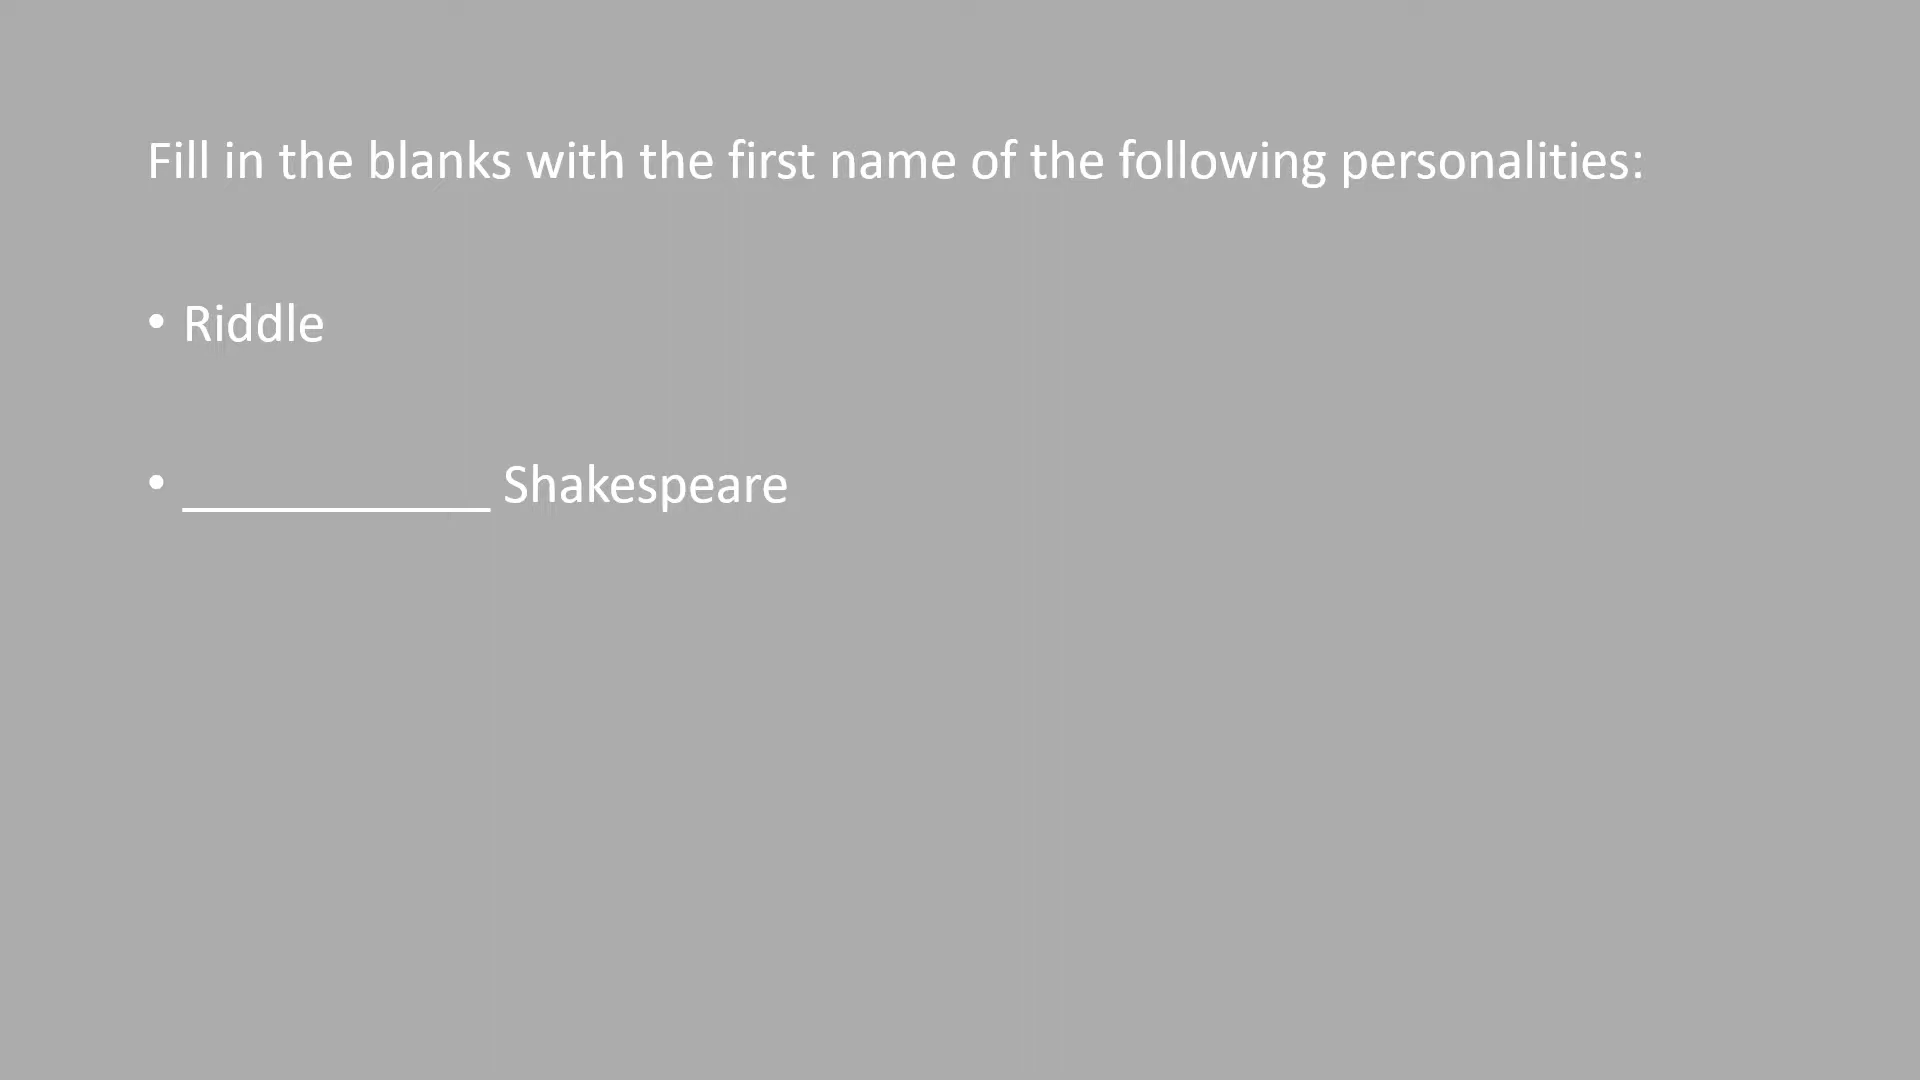 Fill in the blanks with the first name of the following personalities:
• Riddle
• ____________ Shakespeare